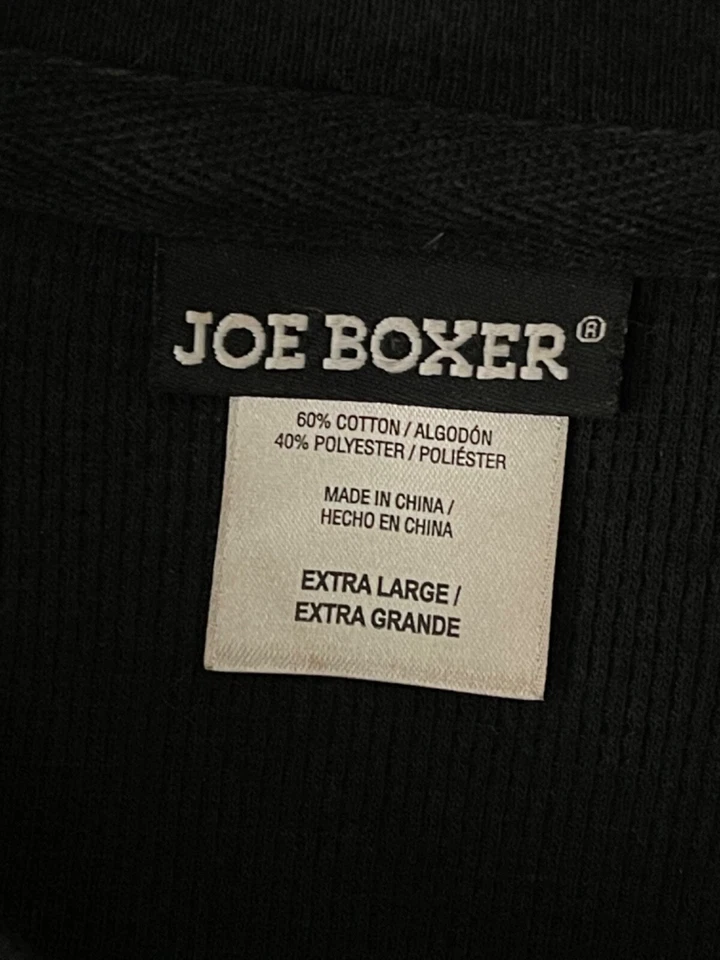 JOE BOXER®
60% COTTON / ALGODÓN
40% POLYESTER / POLIÉSTER
MADE IN CHINA /
HECHO EN CHINA
EXTRA LARGE /
EXTRA GRANDE